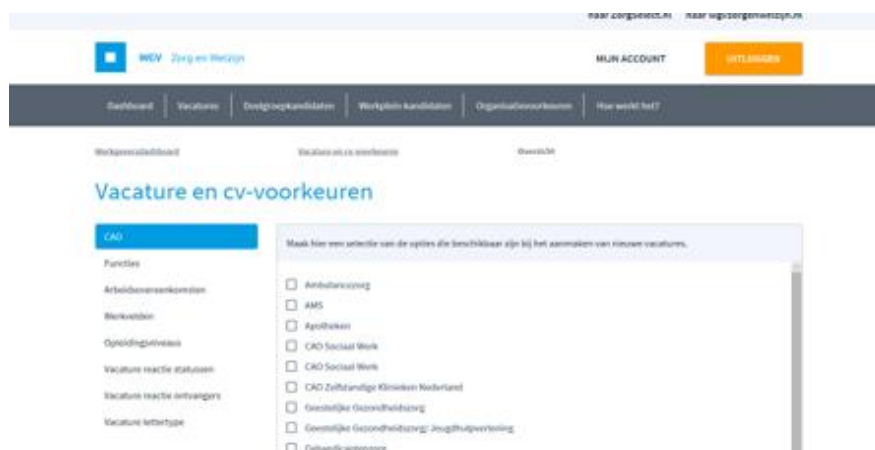 naar ZorgSelect.nl naar wgvzorgenwelzijn.nl
WGV Zorg en Welzijn
MIJN ACCOUNT
UITLOGGEN
Dashboard Vacatures Doelgroepkandidaten Werkplein kandidaten Organisatievoorkeuren Hoe werkt het?
Werkgeversdashboard Vacature en cv voorkeuren Overzicht
Vacature en cv-voorkeuren
CAO
Functies
Arbeidsovereenkomsten
Werkvelden
Opleidingsniveaus
Vacature reactie statussen
Vacature reactie ontvangers
Vacature lettertype
Maak hier een selectie van de opties die beschikbaar zijn bij het aanmaken van nieuwe vacatures.
Ambulancezorg
AMS
Apotheken
CAO Sociaal Werk
CAO Sociaal Werk
CAO Zelfstandige Klinieken Nederland
Geestelijke Gezondheidszorg
Geestelijke Gezondheidszorg/ Jeugdhulpverlening
Gehandicaptenzorg